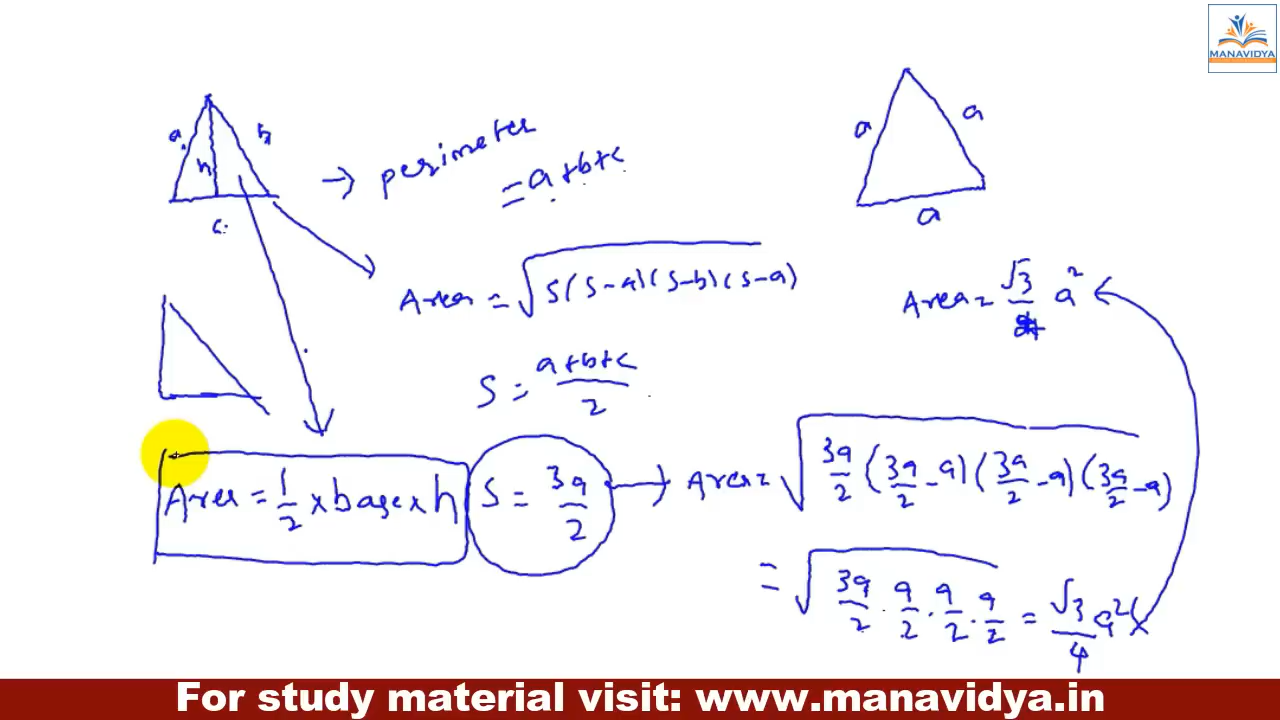 MANAVIDYA
a
b
h
c
→ perimeter
= a+b+c
a
a
a
Area = √S(S-a)(S-b)(S-a)
Area = √3/4 a²
S = a+b+c/2
Area = 1/2 × base × h
S = 3a/2
→ Area = √3a/2 (3a/2 - a)(3a/2 - a)(3a/2 - a)
= √3a/2 . a/2 . a/2 . a/2 = √3/4 a²
For study material visit: www.manavidya.in